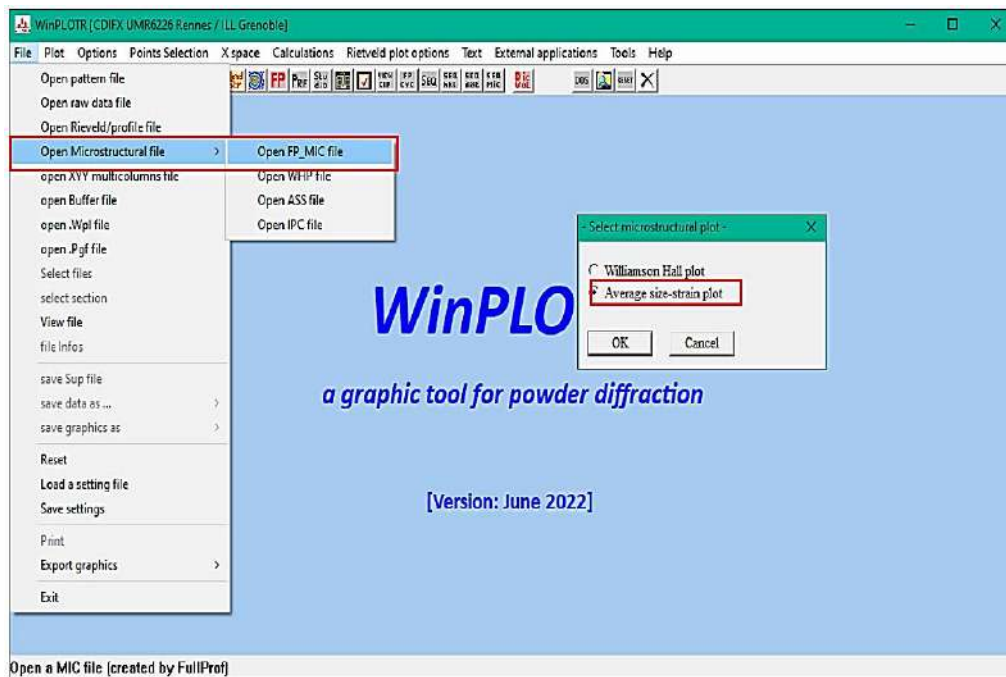 WinPLOTR [CDIFX UMR6226 Rennes / ILL Grenoble]
File Plot Options Points Selection X space Calculations Rietveld plot options Text External applications Tools Help
FP
Open pattern file
Open raw data file
Open Rieveld/profile file
Open Microstructural file >
Open FP_MIC file
open XYY multicolumns file
Open WHP file
open Buffer file
Open ASS file
open .Wpl file
Open IPC file
open .Pgf file
Select files
select section
View file
file Infos
save Sup file
save data as ... >
save graphics as >
Reset
Load a setting file
Save settings
Print
Export graphics >
Exit
- Select microstructural plot - X
Williamson Hall plot
Average size-strain plot
OK Cancel
WinPLO
a graphic tool for powder diffraction
[Version: June 2022]
Open a MIC file (created by FullProf)